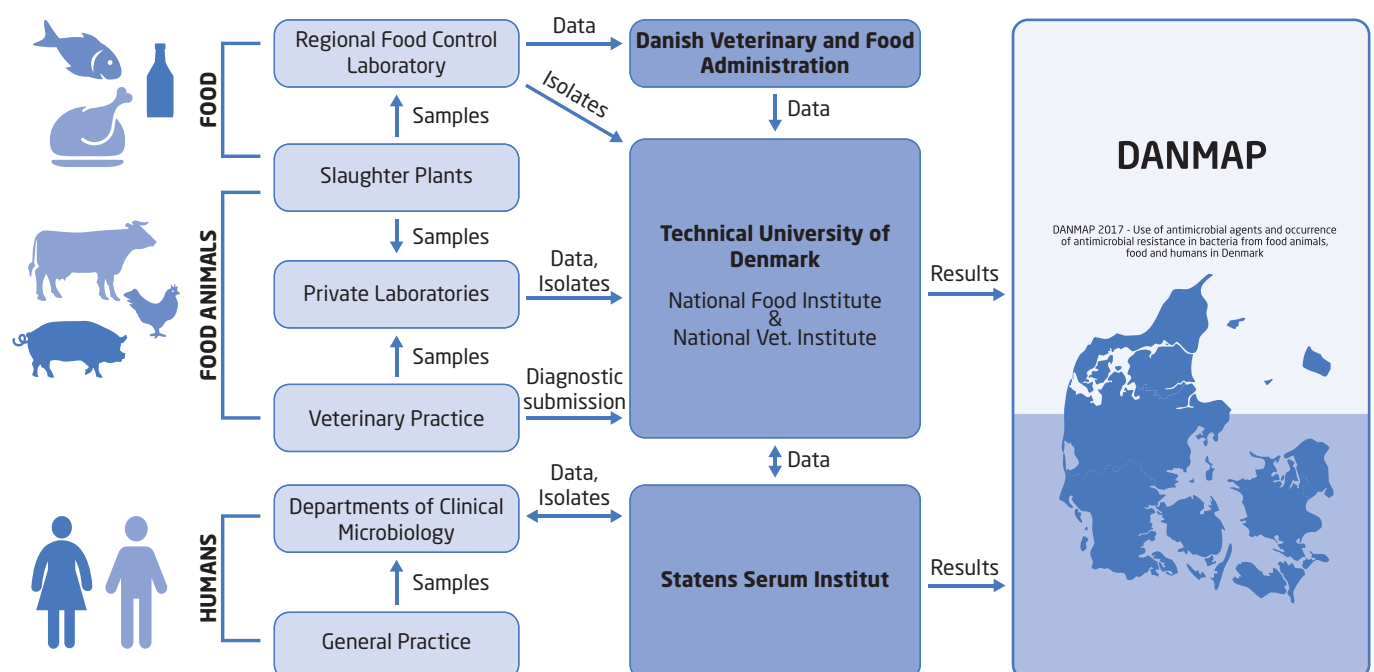 FOOD
FOOD ANIMALS
HUMANS
Regional Food Control
Laboratory
Samples
Slaughter Plants
Samples
Private Laboratories
Samples
Veterinary Practice
Departments of Clinical
Microbiology
Samples
General Practice
Data
Isolates
Data,
Isolates
Diagnostic
submission
Data,
Isolates
Danish Veterinary and Food
Administration
Data
Technical University of
Denmark
National Food Institute
&
National Vet. Institute
Data
Statens Serum Institut
Results
Results
DANMAP
DANMAP 2017 - Use of antimicrobial agents and occurrence
of antimicrobial resistance in bacteria from food animals,
food and humans in Denmark